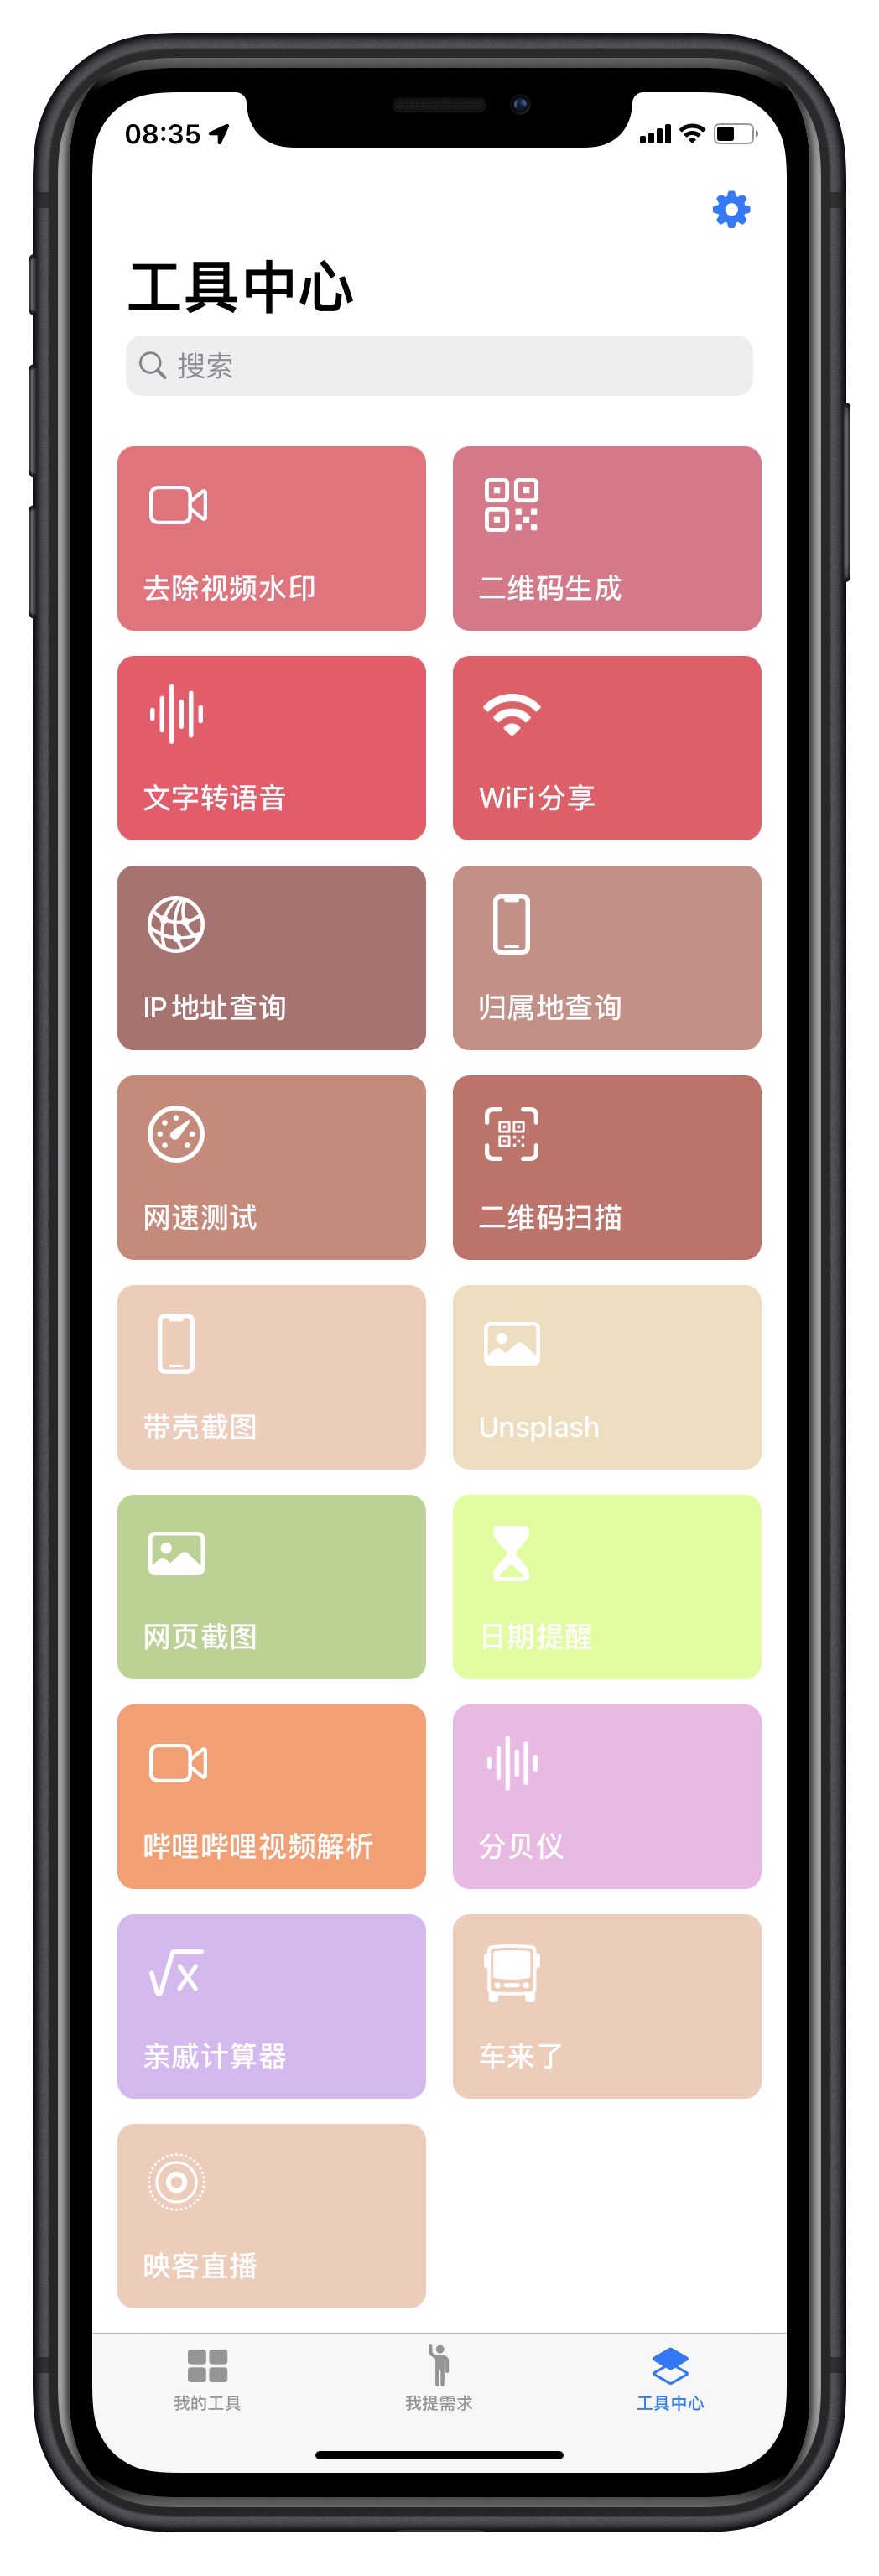 08:35
工具中心
搜索
去除视频水印
二维码生成
文字转语音
WiFi分享
IP地址查询
归属地查询
网速测试
二维码扫描
带壳截图
Unsplash
网页截图
日期提醒
哔哩哔哩视频解析
分贝仪
亲戚计算器
车来了
映客直播
我的工具
我提需求
工具中心